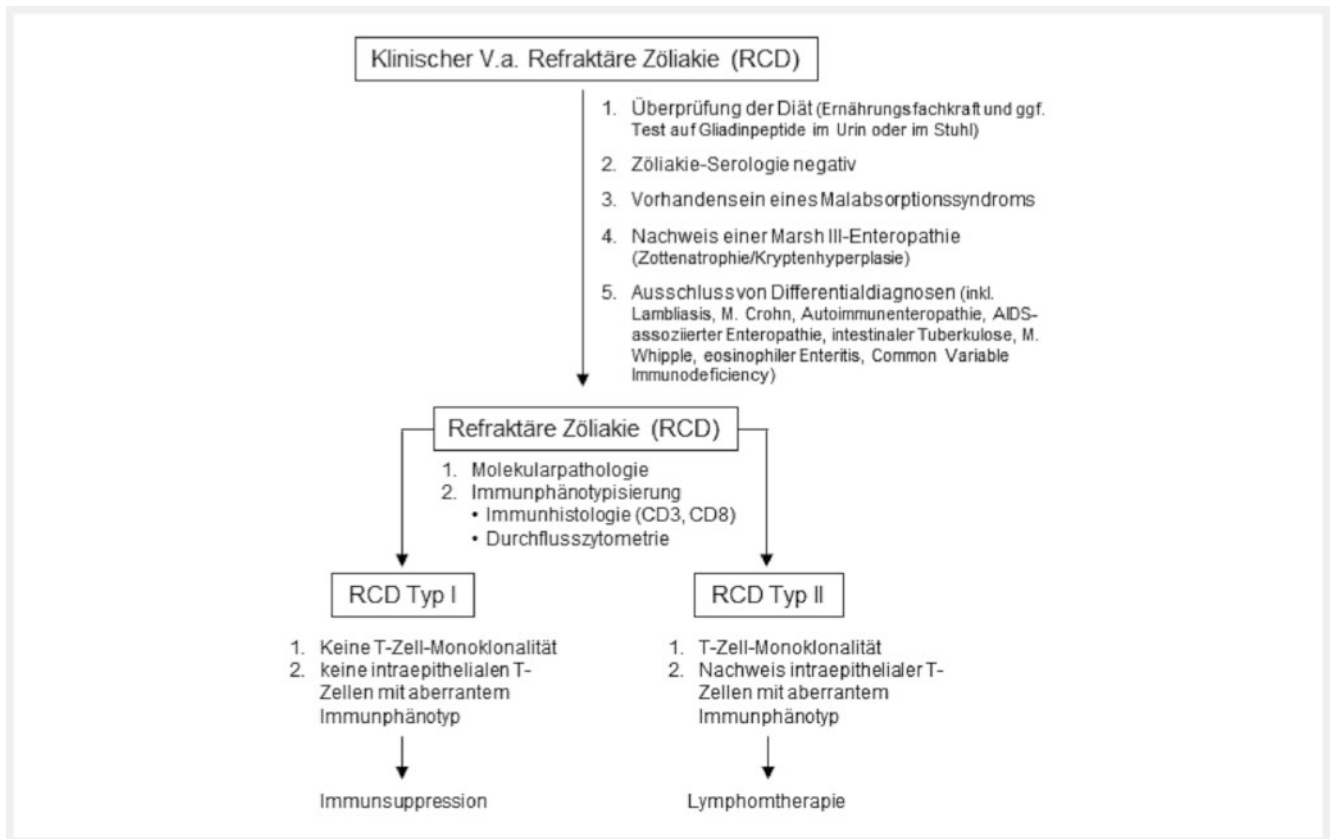 Klinischer V.a. Refraktäre Zöliakie (RCD)
1. Überprüfung der Diät (Ernährungsfachkraft und ggf.
Test auf Gliadinpeptide im Urin oder im Stuhl)
2. Zöliakie-Serologie negativ
3. Vorhandensein eines Malabsorptionssyndroms
4. Nachweis einer Marsh III-Enteropathie
(Zottenatrophie/Kryptenhyperplasie)
5. Ausschluss von Differentialdiagnosen (inkl.
Lambliasis, M. Crohn, Autoimmunenteropathie, AIDS-
assoziierter Enteropathie, intestinaler Tuberkulose, M.
Whipple, eosinophiler Enteritis, Common Variable
Immunodeficiency)
Refraktäre Zöliakie (RCD)
1. Molekularpathologie
2. Immunphänotypisierung
• Immunhistologie (CD3, CD8)
• Durchflusszytometrie
RCD Typ I
1. Keine T-Zell-Monoklonalität
2. keine intraepithelialen T-
Zellen mit aberrantem
Immunphänotyp
Immunsuppression
RCD Typ II
1. T-Zell-Monoklonalität
2. Nachweis intraepithelialer T-
Zellen mit aberrantem
Immunphänotyp
Lymphomtherapie